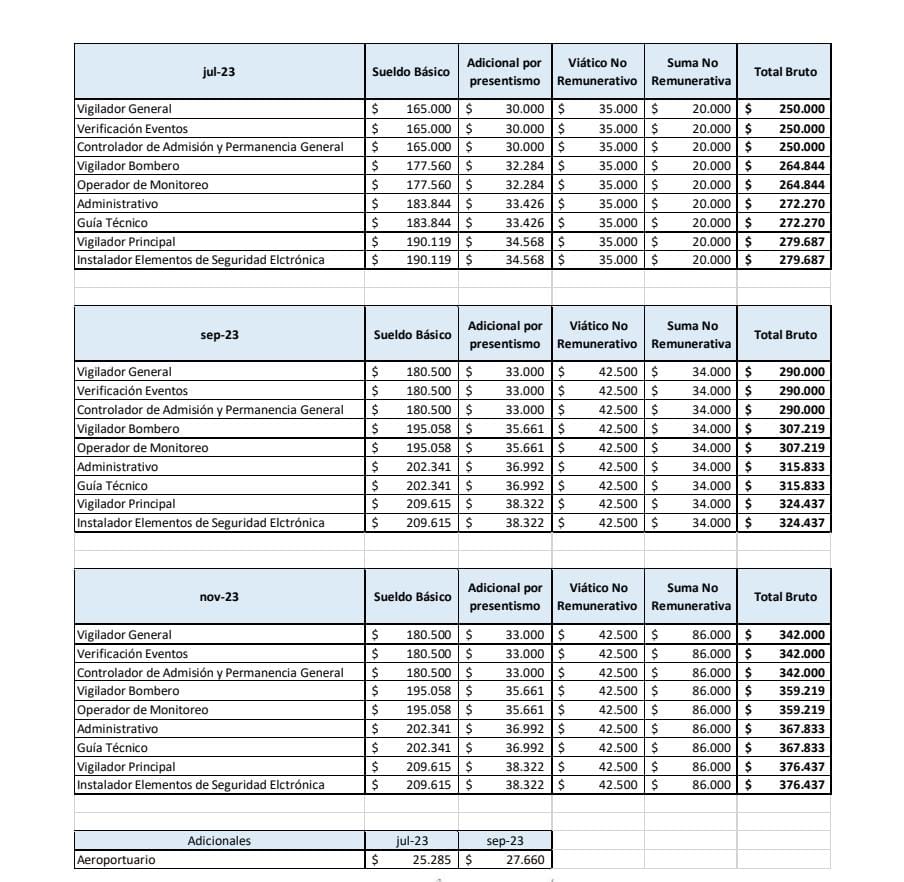 jul-23 Sueldo Básico Adicional por presentismo Viático No Remunerativo Suma No Remunerativa Total Bruto
Vigilador General $ 165.000 $ 30.000 $ 35.000 $ 20.000 $ 250.000
Verificación Eventos $ 165.000 $ 30.000 $ 35.000 $ 20.000 $ 250.000
Controlador de Admisión y Permanencia General $ 165.000 $ 30.000 $ 35.000 $ 20.000 $ 250.000
Vigilador Bombero $ 177.560 $ 32.284 $ 35.000 $ 20.000 $ 264.844
Operador de Monitoreo $ 177.560 $ 32.284 $ 35.000 $ 20.000 $ 264.844
Administrativo $ 183.844 $ 33.426 $ 35.000 $ 20.000 $ 272.270
Guía Técnico $ 183.844 $ 33.426 $ 35.000 $ 20.000 $ 272.270
Vigilador Principal $ 190.119 $ 34.568 $ 35.000 $ 20.000 $ 279.687
Instalador Elementos de Seguridad Elctrónica $ 190.119 $ 34.568 $ 35.000 $ 20.000 $ 279.687
sep-23 Sueldo Básico Adicional por presentismo Viático No Remunerativo Suma No Remunerativa Total Bruto
Vigilador General $ 180.500 $ 33.000 $ 42.500 $ 34.000 $ 290.000
Verificación Eventos $ 180.500 $ 33.000 $ 42.500 $ 34.000 $ 290.000
Controlador de Admisión y Permanencia General $ 180.500 $ 33.000 $ 42.500 $ 34.000 $ 290.000
Vigilador Bombero $ 195.058 $ 35.661 $ 42.500 $ 34.000 $ 307.219
Operador de Monitoreo $ 195.058 $ 35.661 $ 42.500 $ 34.000 $ 307.219
Administrativo $ 202.341 $ 36.992 $ 42.500 $ 34.000 $ 315.833
Guía Técnico $ 202.341 $ 36.992 $ 42.500 $ 34.000 $ 315.833
Vigilador Principal $ 209.615 $ 38.322 $ 42.500 $ 34.000 $ 324.437
Instalador Elementos de Seguridad Elctrónica $ 209.615 $ 38.322 $ 42.500 $ 34.000 $ 324.437
nov-23 Sueldo Básico Adicional por presentismo Viático No Remunerativo Suma No Remunerativa Total Bruto
Vigilador General $ 180.500 $ 33.000 $ 42.500 $ 86.000 $ 342.000
Verificación Eventos $ 180.500 $ 33.000 $ 42.500 $ 86.000 $ 342.000
Controlador de Admisión y Permanencia General $ 180.500 $ 33.000 $ 42.500 $ 86.000 $ 342.000
Vigilador Bombero $ 195.058 $ 35.661 $ 42.500 $ 86.000 $ 359.219
Operador de Monitoreo $ 195.058 $ 35.661 $ 42.500 $ 86.000 $ 359.219
Administrativo $ 202.341 $ 36.992 $ 42.500 $ 86.000 $ 367.833
Guía Técnico $ 202.341 $ 36.992 $ 42.500 $ 86.000 $ 367.833
Vigilador Principal $ 209.615 $ 38.322 $ 42.500 $ 86.000 $ 376.437
Instalador Elementos de Seguridad Elctrónica $ 209.615 $ 38.322 $ 42.500 $ 86.000 $ 376.437
Adicionales jul-23 sep-23
Aeroportuario $ 25.285 $ 27.660